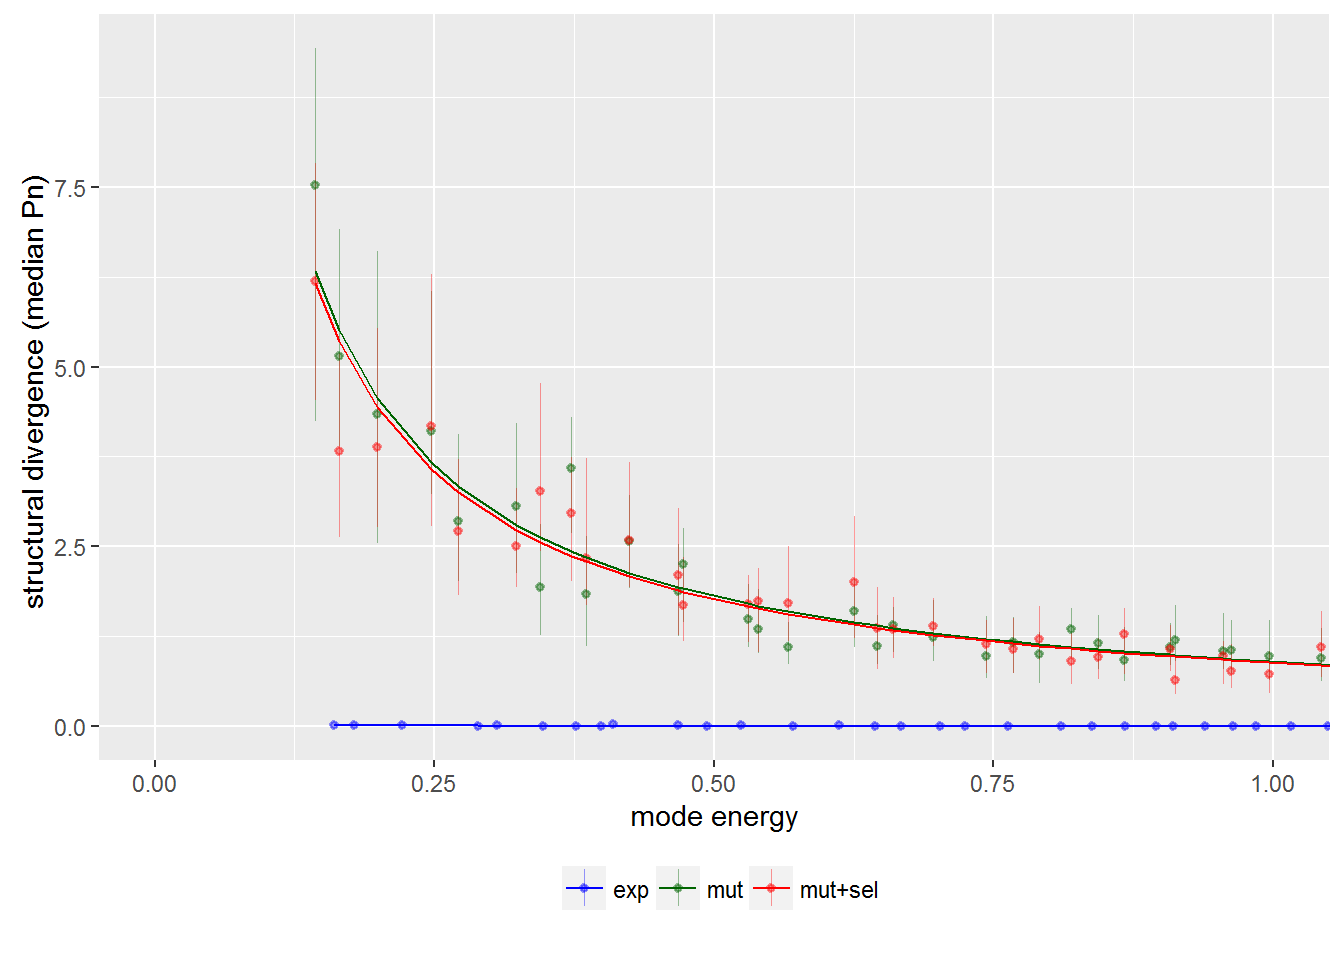 structural divergence (median Pn)
7.5
5.0
2.5
0.0
0.00 0.25 0.50 0.75 1.00
mode energy
exp mut mut+sel